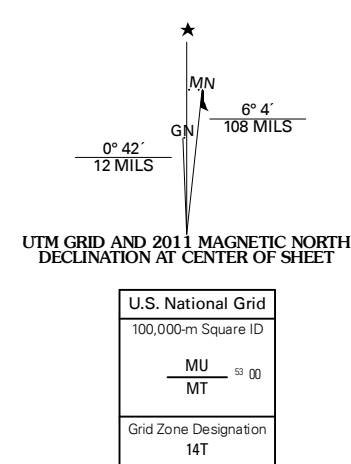 ★
MN
6° 4´
108 MILS
GN
0° 42´
12 MILS
UTM GRID AND 2011 MAGNETIC NORTH
DECLINATION AT CENTER OF SHEET
U.S. National Grid
100,000-m Square ID
MU
53 00
MT
Grid Zone Designation
14T